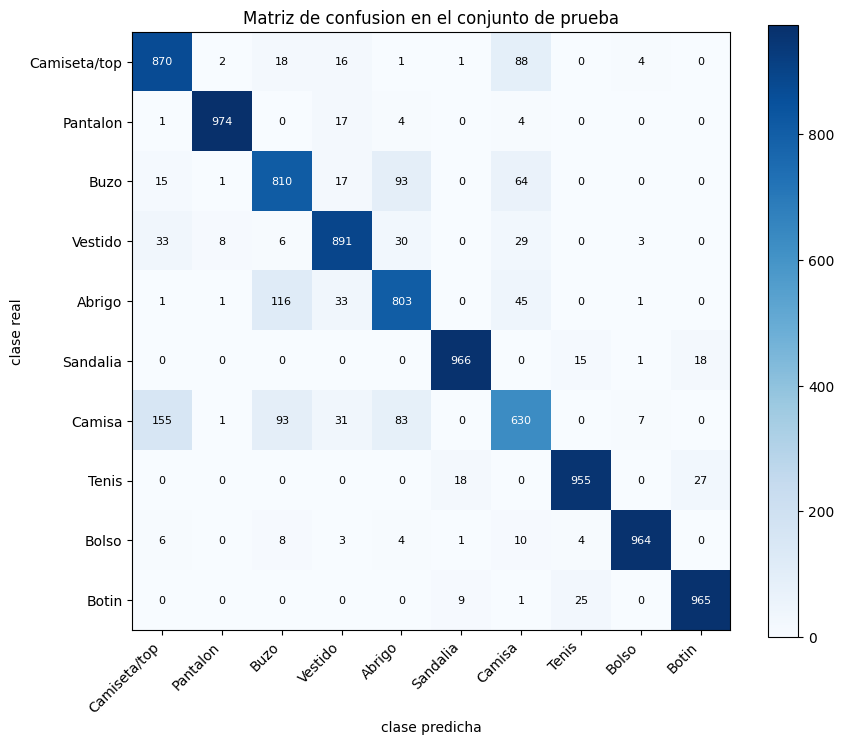 Matriz de confusion en el conjunto de prueba
clase real
Camiseta/top 870 2 18 16 1 1 88 0 4 0
Pantalon 1 974 0 17 4 0 4 0 0 0
Buzo 15 1 810 17 93 0 64 0 0 0
Vestido 33 8 6 891 30 0 29 0 3 0
Abrigo 1 1 116 33 803 0 45 0 1 0
Sandalia 0 0 0 0 0 966 0 15 1 18
Camisa 155 1 93 31 83 0 630 0 7 0
Tenis 0 0 0 0 0 18 0 955 0 27
Bolso 6 0 8 3 4 1 10 4 964 0
Botin 0 0 0 0 0 9 1 25 0 965
Camiseta/top Pantalon Buzo Vestido Abrigo Sandalia Camisa Tenis Bolso Botin
clase predicha
800
600
400
200
0